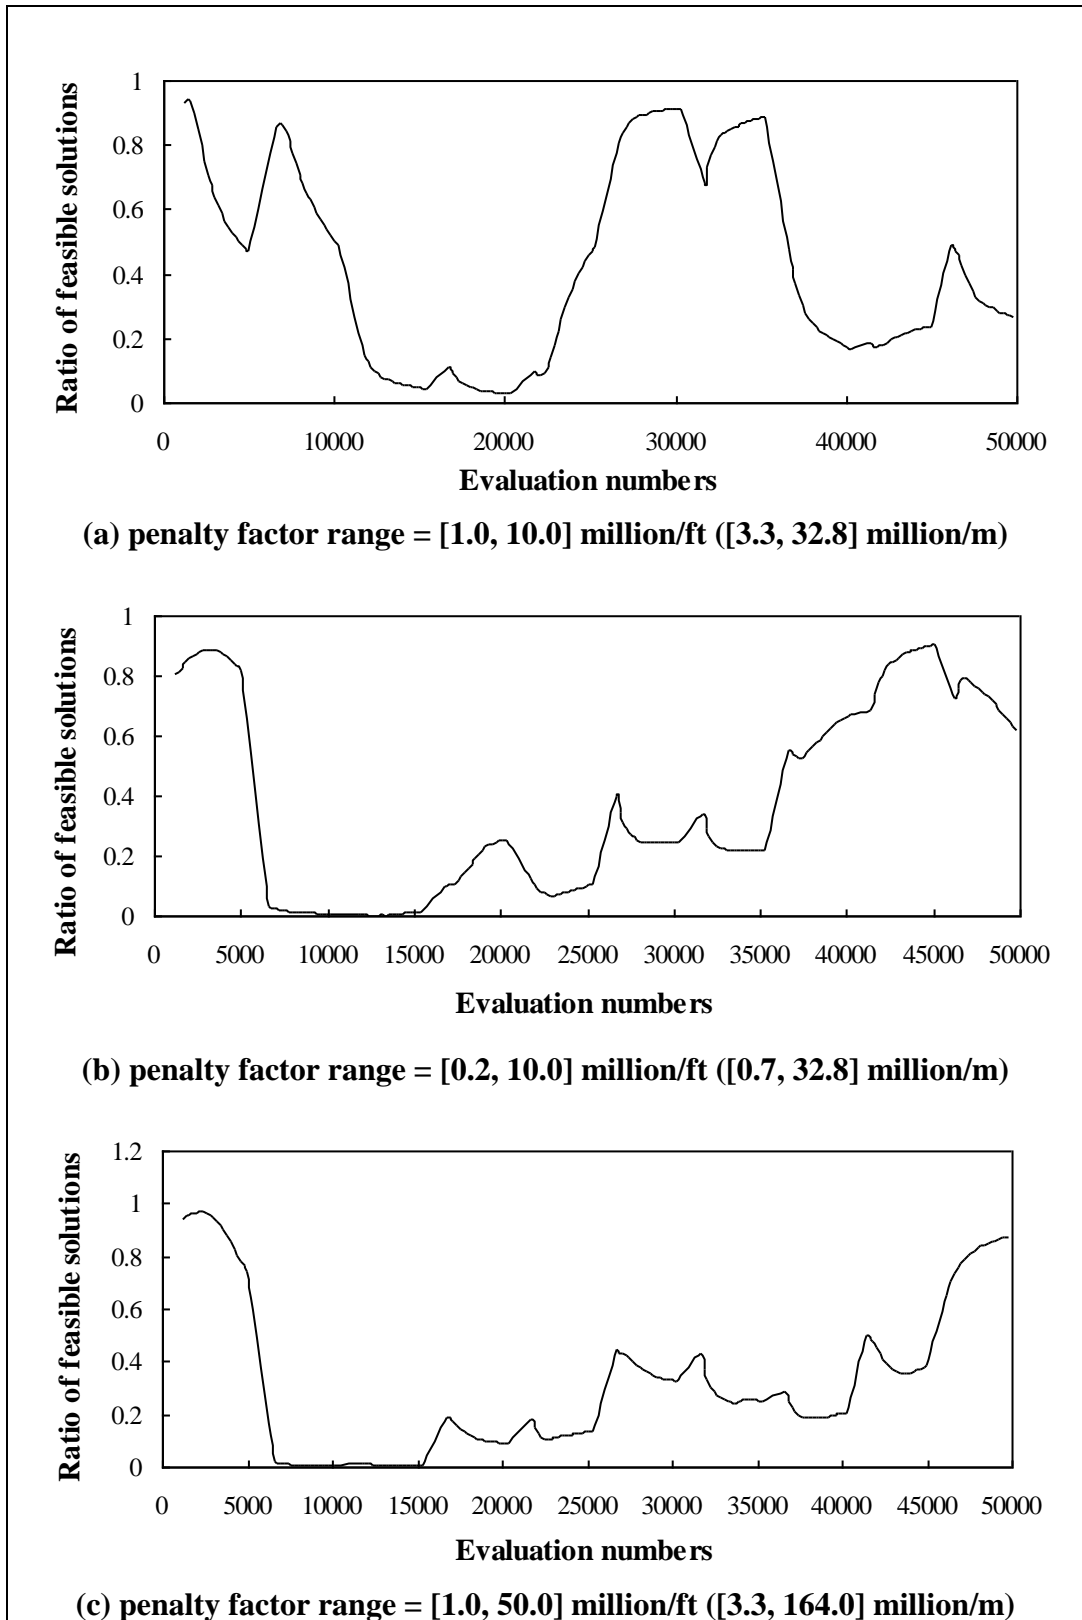 Ratio of feasible solutions
1
0.8
0.6
0.4
0.2
0
0 10000 20000 30000 40000 50000
Evaluation numbers
(a) penalty factor range = [1.0, 10.0] million/ft ([3.3, 32.8] million/m)
Ratio of feasible solutions
1
0.8
0.6
0.4
0.2
0
0 5000 10000 15000 20000 25000 30000 35000 40000 45000 50000
Evaluation numbers
(b) penalty factor range = [0.2, 10.0] million/ft ([0.7, 32.8] million/m)
Ratio of feasible solutions
1.2
1
0.8
0.6
0.4
0.2
0
0 5000 10000 15000 20000 25000 30000 35000 40000 45000 50000
Evaluation numbers
(c) penalty factor range = [1.0, 50.0] million/ft ([3.3, 164.0] million/m)